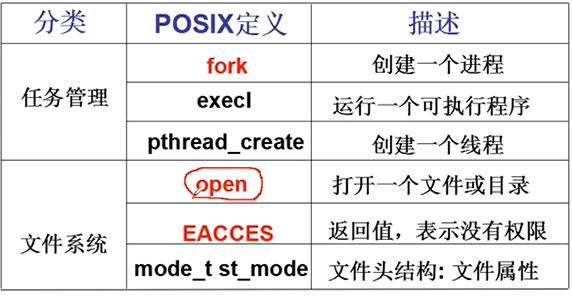 分类 POSIX定义 描述
任务管理
fork 创建一个进程
execl 运行一个可执行程序
pthread_create 创建一个线程
文件系统
open 打开一个文件或目录
EACCES 返回值，表示没有权限
mode_t st_mode 文件头结构: 文件属性